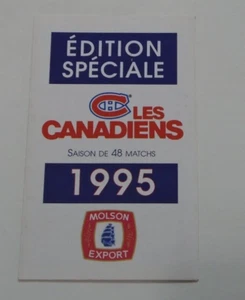 ÉDITION
SPÉCIALE
LES
CANADIENS
SAISON DE 48 MATCHS
1995
MOLSON
EXPORT